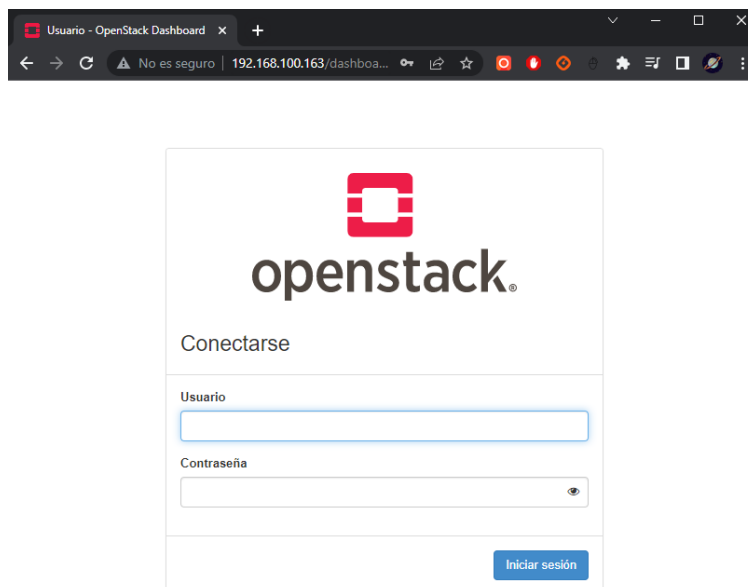 Usuario - OpenStack Dashboard
No es seguro | 192.168.100.163/dashboa...
openstack®
Conectarse
Usuario
Contraseña
Iniciar sesión